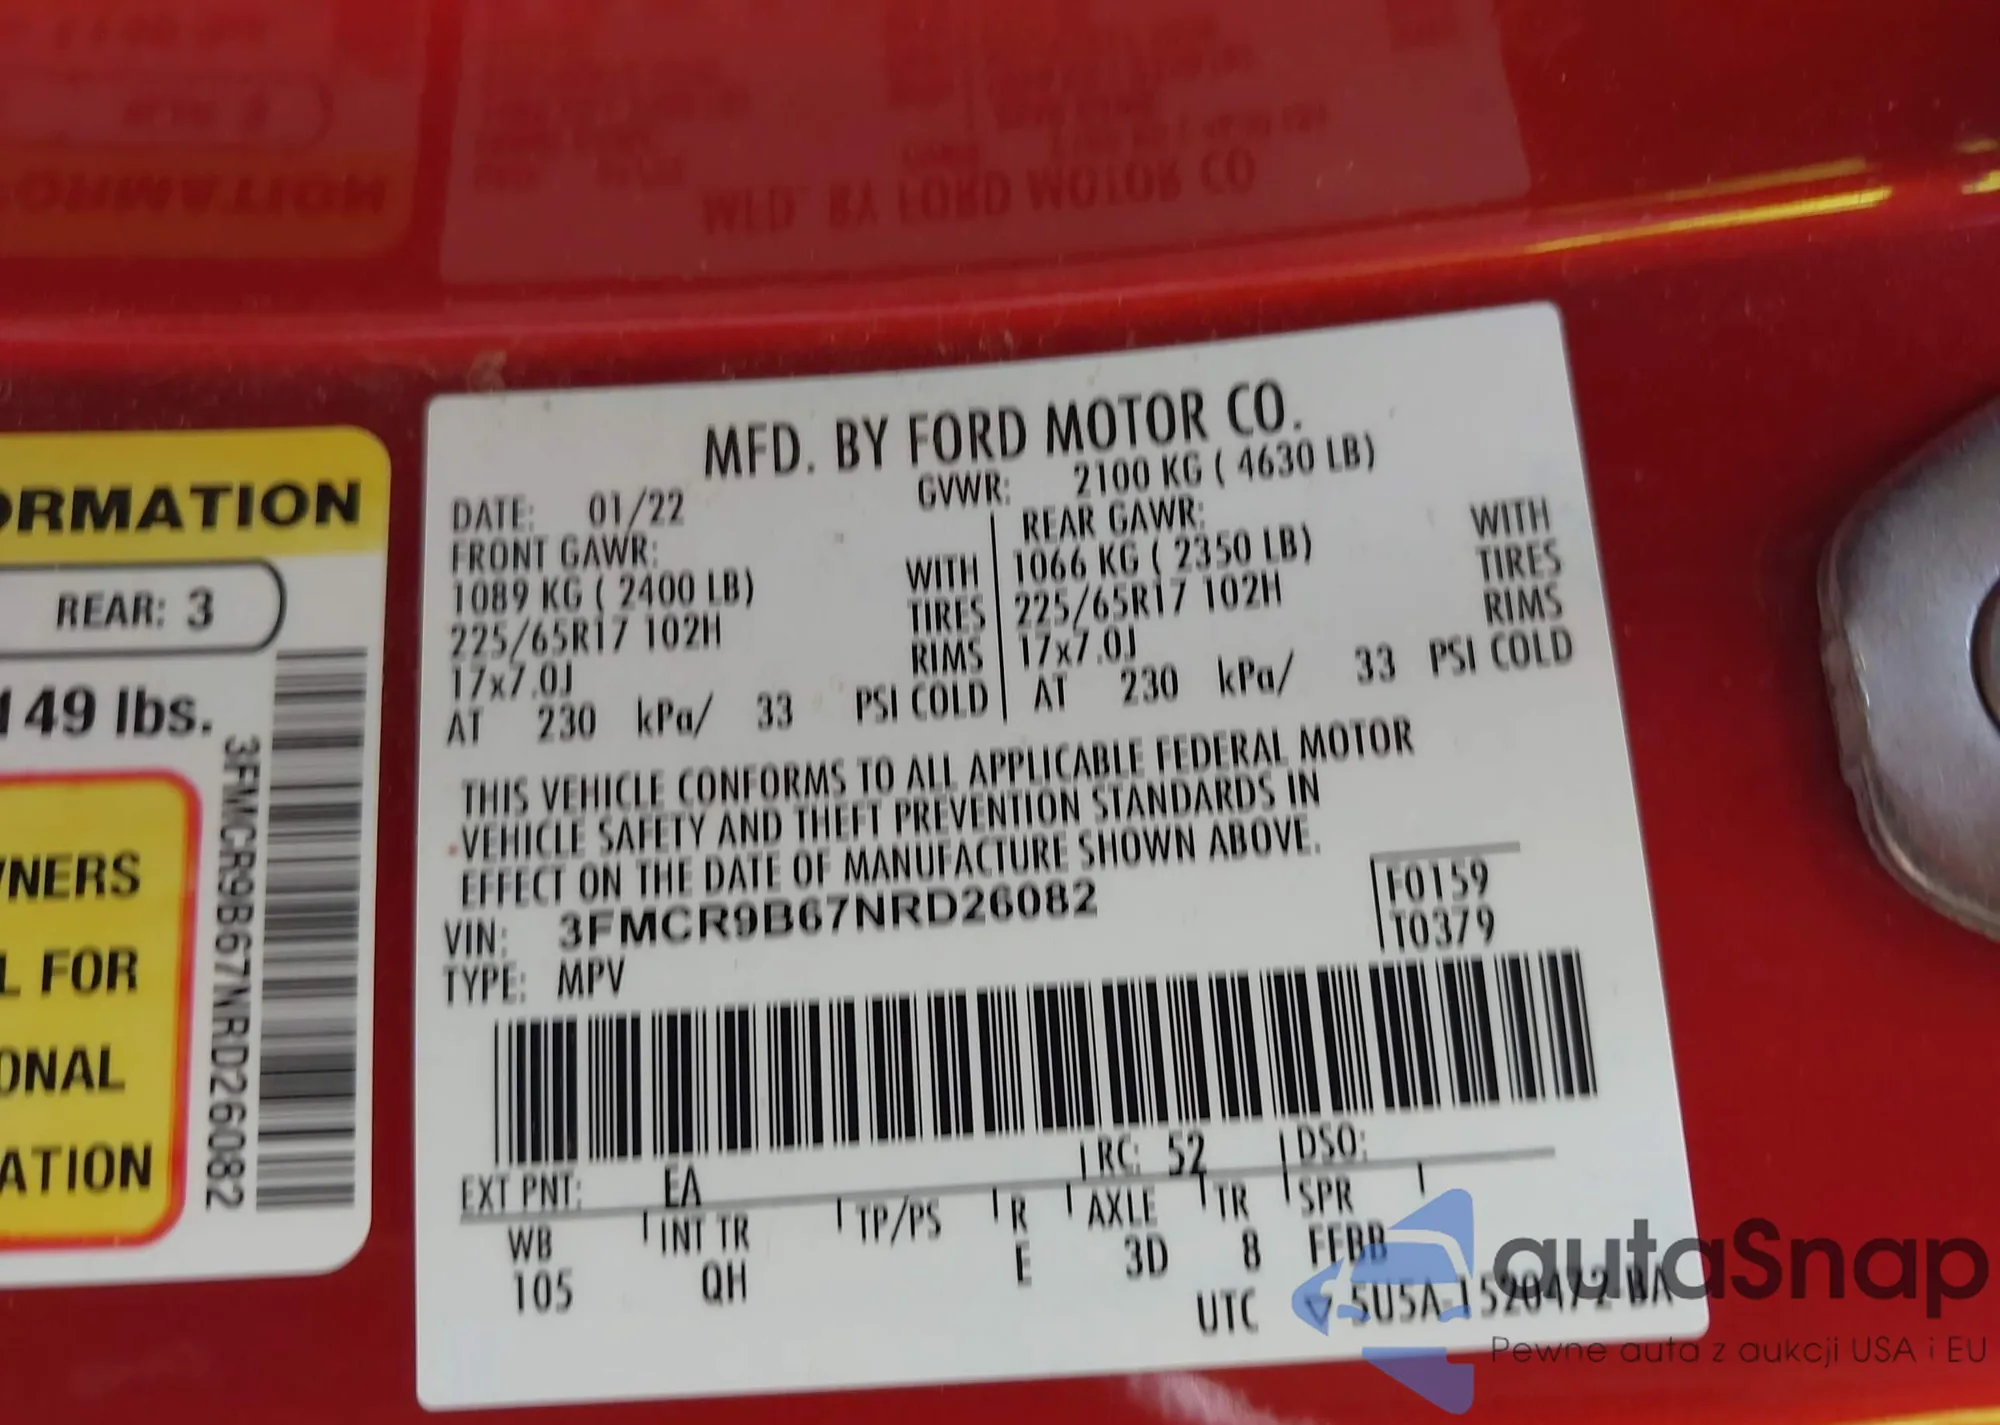 ORMATION
REAR: 3
149 lbs.
WNERS
L FOR
ONAL
ATION
3FMCR9B67NRD26082
MFD. BY FORD MOTOR CO.
DATE: 01/22 GVWR: 2100 KG ( 4630 LB)
FRONT GAWR:
1089 KG ( 2400 LB) WITH
225/65R17 102H TIRES
17x7.0J RIMS
AT 230 kPa/ 33 PSI COLD
REAR GAWR: WITH
1066 KG ( 2350 LB) TIRES
225/65R17 102H RIMS
17x7.0J
AT 230 kPa/ 33 PSI COLD
THIS VEHICLE CONFORMS TO ALL APPLICABLE FEDERAL MOTOR
VEHICLE SAFETY AND THEFT PREVENTION STANDARDS IN
EFFECT ON THE DATE OF MANUFACTURE SHOWN ABOVE.
VIN: 3FMCR9B67NRD26082
TYPE: MPV
F0159
T0379
EXT PNT: EA RC: 52 DSO:
WB INT TR TP/PS R AXLE TR SPR
105 QH E 3D 8 FFBB
UTC ▽ 5U5A-1520472-BA
autaSnap
Pewne auta z aukcji USA i EU